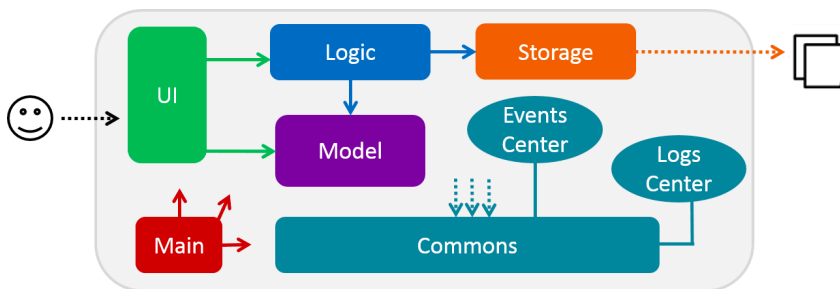 UI
Logic
Storage
Model
Events
Center
Logs
Center
Main
Commons